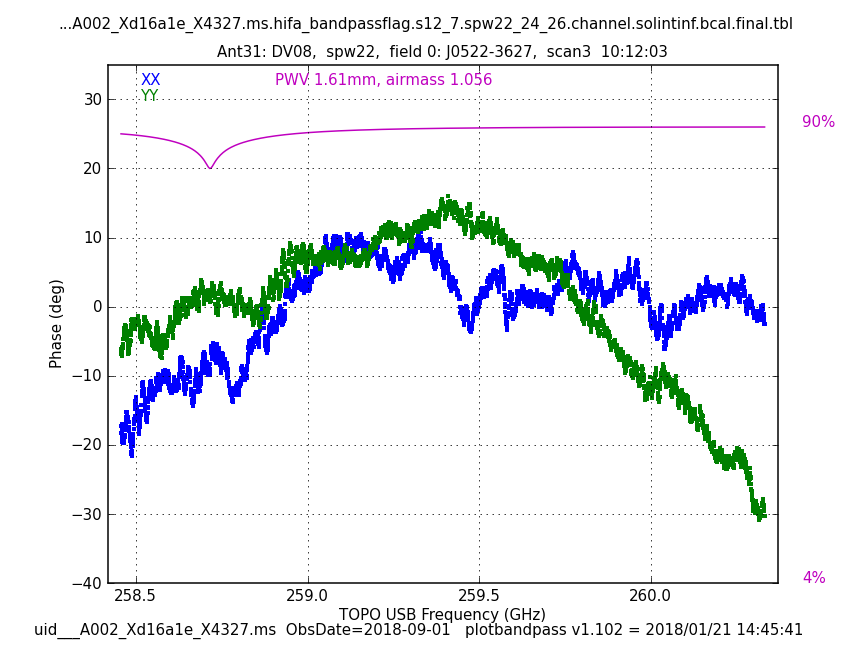 ...A002_Xd16a1e_X4327.ms.hifa_bandpassflag.s12_7.spw22_24_26.channel.solintinf.bcal.final.tbl
Ant31: DV08,  spw22,  field 0: J0522-3627,  scan3  10:12:03
XX
PWV 1.61mm, airmass 1.056
YY
30
90%
20
10
0
Phase (deg)
−10
−20
−30
4%
−40
258.5
259.0
259.5
260.0
TOPO USB Frequency (GHz)
uid___A002_Xd16a1e_X4327.ms  ObsDate=2018-09-01   plotbandpass v1.102 = 2018/01/21 14:45:41